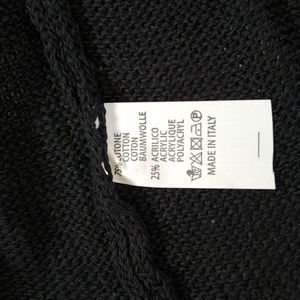 COTONE
COTTON
COTON
BAUMWOLLE
25% ACRILICO
ACRYLIC
ACRYLIQUE
POLYACRYL
MADE IN ITALY